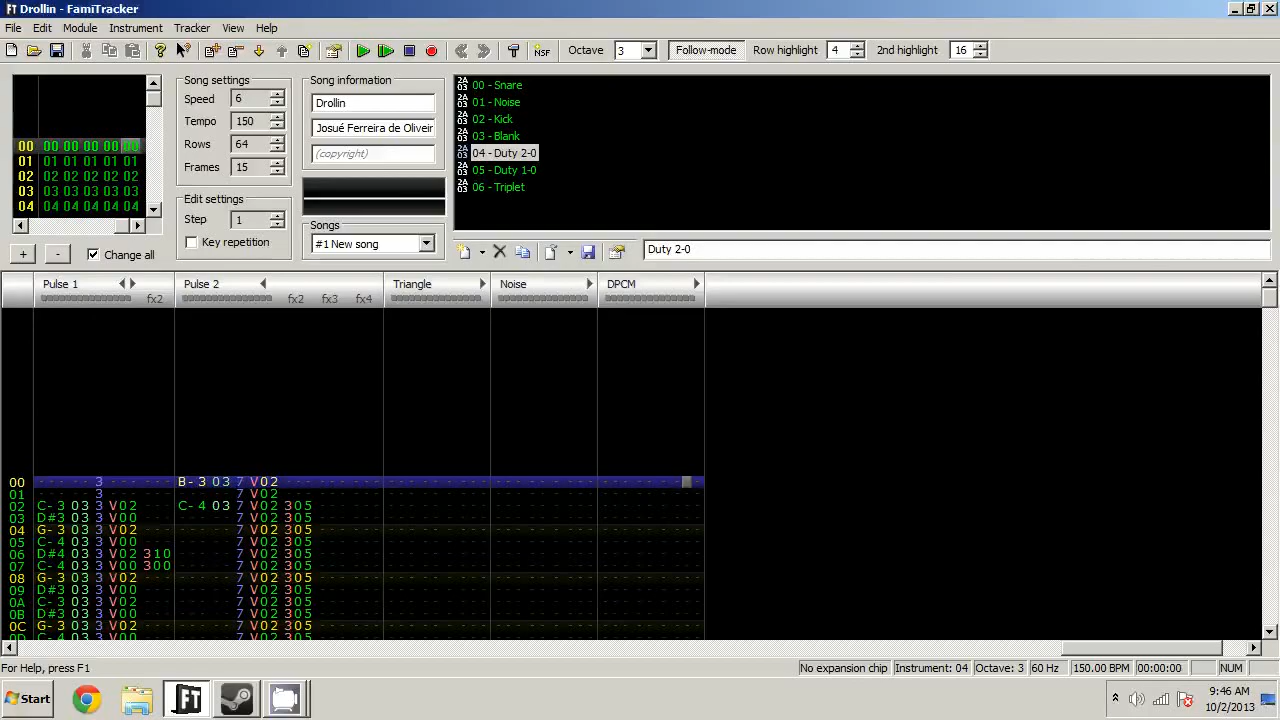 Drollin - FamiTracker
File Edit Module Instrument Tracker View Help
Octave 3 Follow-mode Row highlight 4 2nd highlight 16
NSF
Song settings
Speed 6
Tempo 150
Rows 64
Frames 15
Song information
Drollin
Josué Ferreira de Oliveir
(copyright)
00 - Snare
01 - Noise
02 - Kick
03 - Blank
04 - Duty 2-0
05 - Duty 1-0
06 - Triplet
00 00 00 00 00 00
01 01 01 01 01 01
02 02 02 02 02 02
03 03 03 03 03 03
04 04 04 04 04 04
Edit settings
Step 1
Key repetition
Songs
#1 New song
+ - Change all
Duty 2-0
Pulse 1 Pulse 2 Triangle Noise DPCM
fx2 fx2 fx3 fx4
00 3 B-3 03 7 V02
01 3 7 V02
02 C-3 03 3 V02 C-4 03 7 V02 305
03 D#3 03 3 V00 7 V02 305
04 G-3 03 3 V02 7 V02 305
05 C-4 03 3 V00 7 V02 305
06 D#4 03 3 V02 310 7 V02 305
07 C-4 03 3 V00 300 7 V02 305
08 G-3 03 3 V02 7 V02 305
09 D#3 03 3 V00 7 V02 305
0A C-3 03 3 V02 7 V02 305
0B D#3 03 3 V00 7 V02 305
0C G-3 03 3 V02 7 V02 305
0D C-4 03 3 V00 7 V02 305
For Help, press F1
No expansion chip Instrument: 04 Octave: 3 60 Hz 150.00 BPM 00:00:00 NUM
Start
9:46 AM
10/2/2013